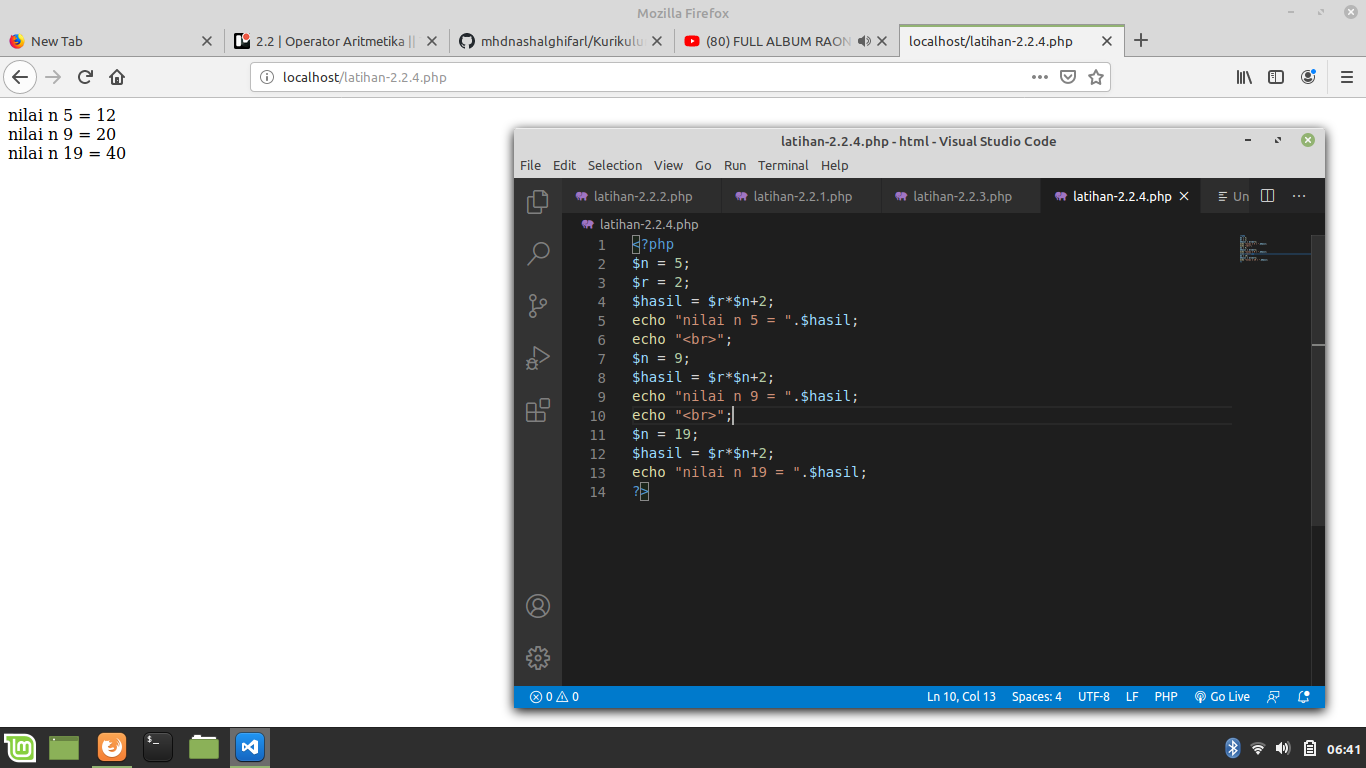 Mozilla Firefox
New Tab
2.2 | Operator Aritmetika ||
mhdnashalghifarl/Kurikulu
(80) FULL ALBUM RAON
localhost/latihan-2.2.4.php
localhost/latihan-2.2.4.php
nilai n 5 = 12
nilai n 9 = 20
nilai n 19 = 40
latihan-2.2.4.php - html - Visual Studio Code
File Edit Selection View Go Run Terminal Help
latihan-2.2.2.php
latihan-2.2.1.php
latihan-2.2.3.php
latihan-2.2.4.php
Un
latihan-2.2.4.php
1 <?php
2 $n = 5;
3 $r = 2;
4 $hasil = $r*$n+2;
5 echo "nilai n 5 = ".$hasil;
6 echo "<br>";
7 $n = 9;
8 $hasil = $r*$n+2;
9 echo "nilai n 9 = ".$hasil;
10 echo "<br>";
11 $n = 19;
12 $hasil = $r*$n+2;
13 echo "nilai n 19 = ".$hasil;
14 ?>
0 0 Ln 10, Col 13 Spaces: 4 UTF-8 LF PHP Go Live
06:41